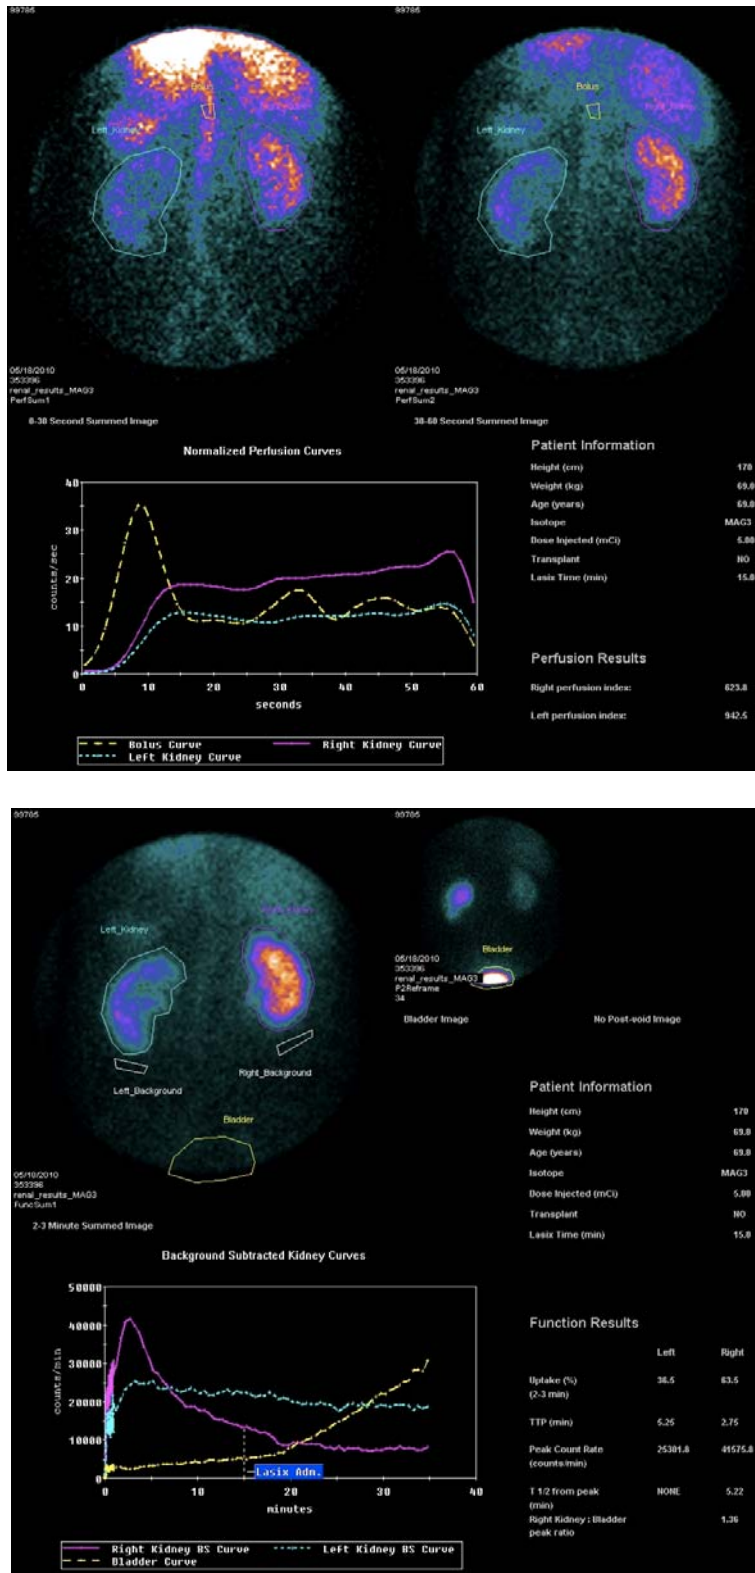 99785
99785
Bolus
Bolus
Left_Kidney
Left_Kidney
05/18/2010
353396
renal_results_MAG3
PerfSum1
05/18/2010
353396
renal_results_MAG3
PerfSum2
0-30 Second Summed Image
30-60 Second Summed Image
Normalized Perfusion Curves
40
30
20
10
0
counts/sec
0 10 20 30 40 50 60
seconds
Bolus Curve
Right Kidney Curve
Left Kidney Curve
Patient Information
Height (cm) 170
Weight (kg) 69.0
Age (years) 69.0
Isotope MAG3
Dose Injected (mCi) 5.00
Transplant NO
Lasix Time (min) 15.0
Perfusion Results
Right perfusion index: 623.8
Left perfusion index: 942.5
99785
99785
Left_Kidney
Left_Background
Right_Background
Bladder
renal_results_MAG3
FuncSum1
2-3 Minute Summed Image
Bladder
05/18/2010
353396
renal_results_MAG3
P2Reframe
34
Bladder Image
No Post-void Image
Background Subtracted Kidney Curves
50000
40000
30000
20000
10000
0
counts/min
0 10 20 30 40
minutes
Lasix Adm.
Right Kidney BS Curve
Left Kidney BS Curve
Bladder Curve
Patient Information
Height (cm) 170
Weight (kg) 69.0
Age (years) 69.0
Isotope MAG3
Dose Injected (mCi) 5.00
Transplant NO
Lasix Time (min) 15.0
Function Results
Left Right
Uptake (%) 36.5 63.5
(2-3 min)
TTP (min) 5.25 2.75
Peak Count Rate 25301.8 41575.8
(counts/min)
T 1/2 from peak NONE 5.22
(min)
Right Kidney : Bladder 1.36
peak ratio